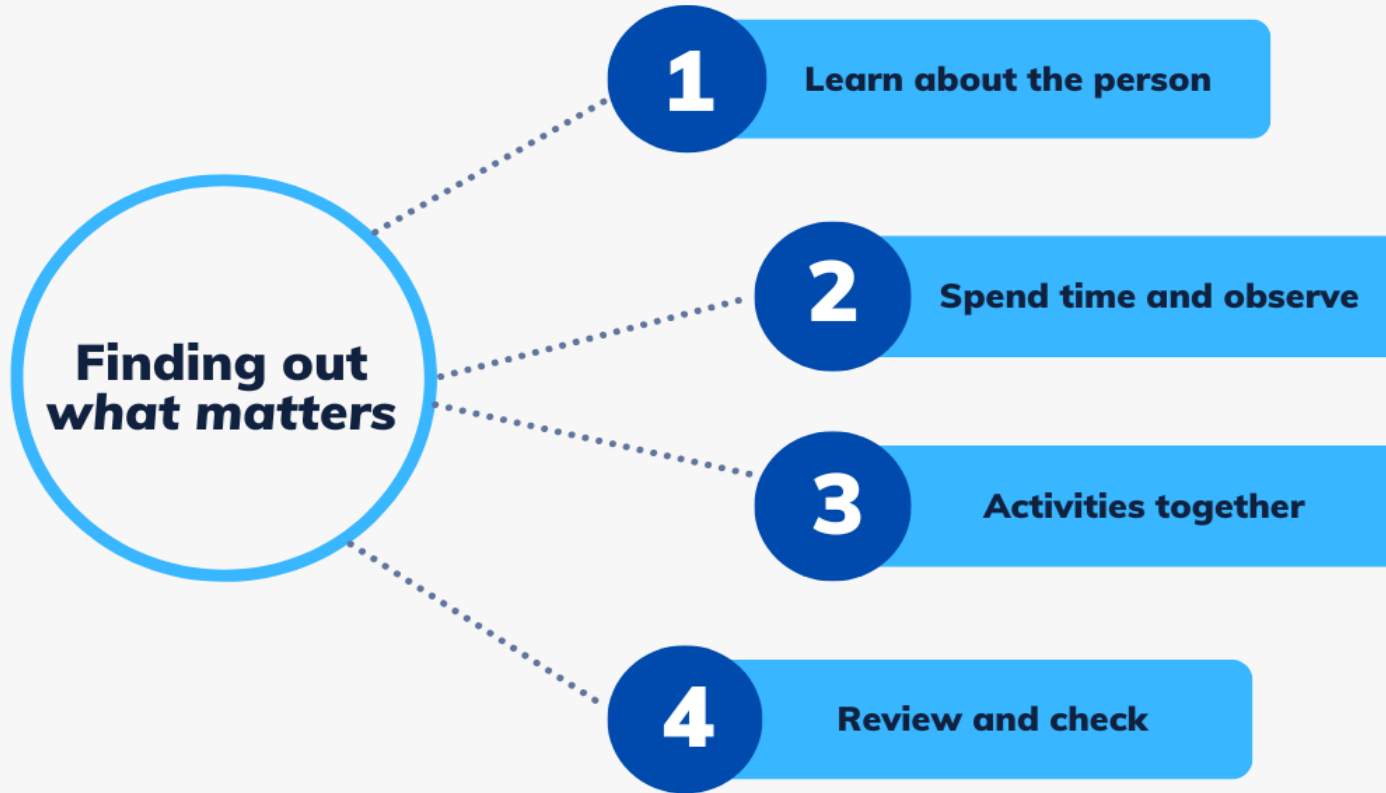 Finding out
what matters
1
Learn about the person
2
Spend time and observe
3
Activities together
4
Review and check